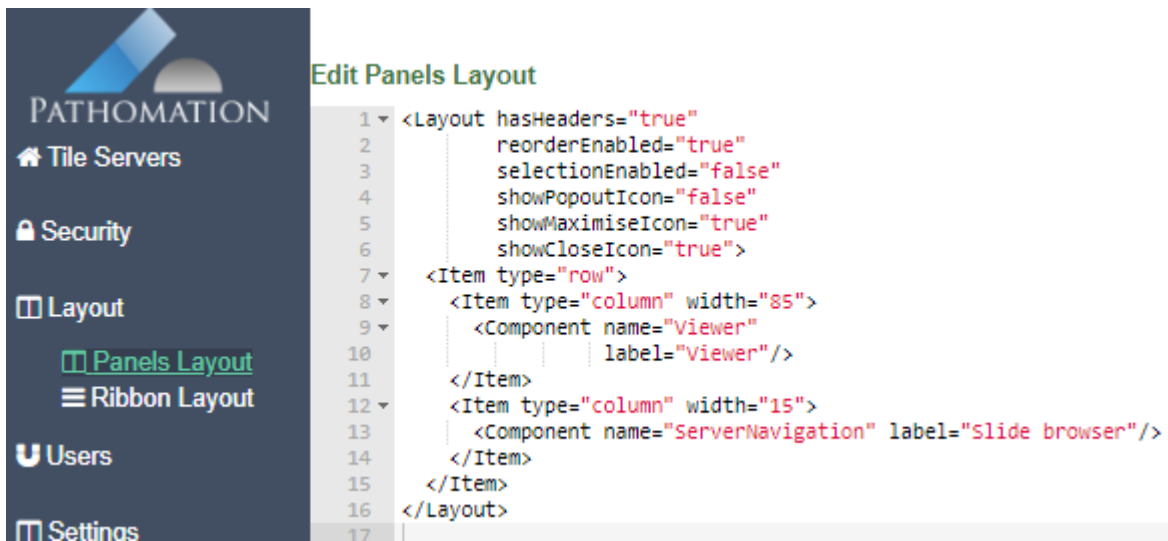 PATHOMATION
Tile Servers
Security
Layout
Panels Layout
Ribbon Layout
Users
Settings
Edit Panels Layout
1 <Layout hasHeaders="true"
2 reorderEnabled="true"
3 selectionEnabled="false"
4 showPopoutIcon="false"
5 showMaximiseIcon="true"
6 showCloseIcon="true">
7 <Item type="row">
8 <Item type="column" width="85">
9 <Component name="Viewer"
10 label="Viewer"/>
11 </Item>
12 <Item type="column" width="15">
13 <Component name="ServerNavigation" label="Slide browser"/>
14 </Item>
15 </Item>
16 </Layout>
17